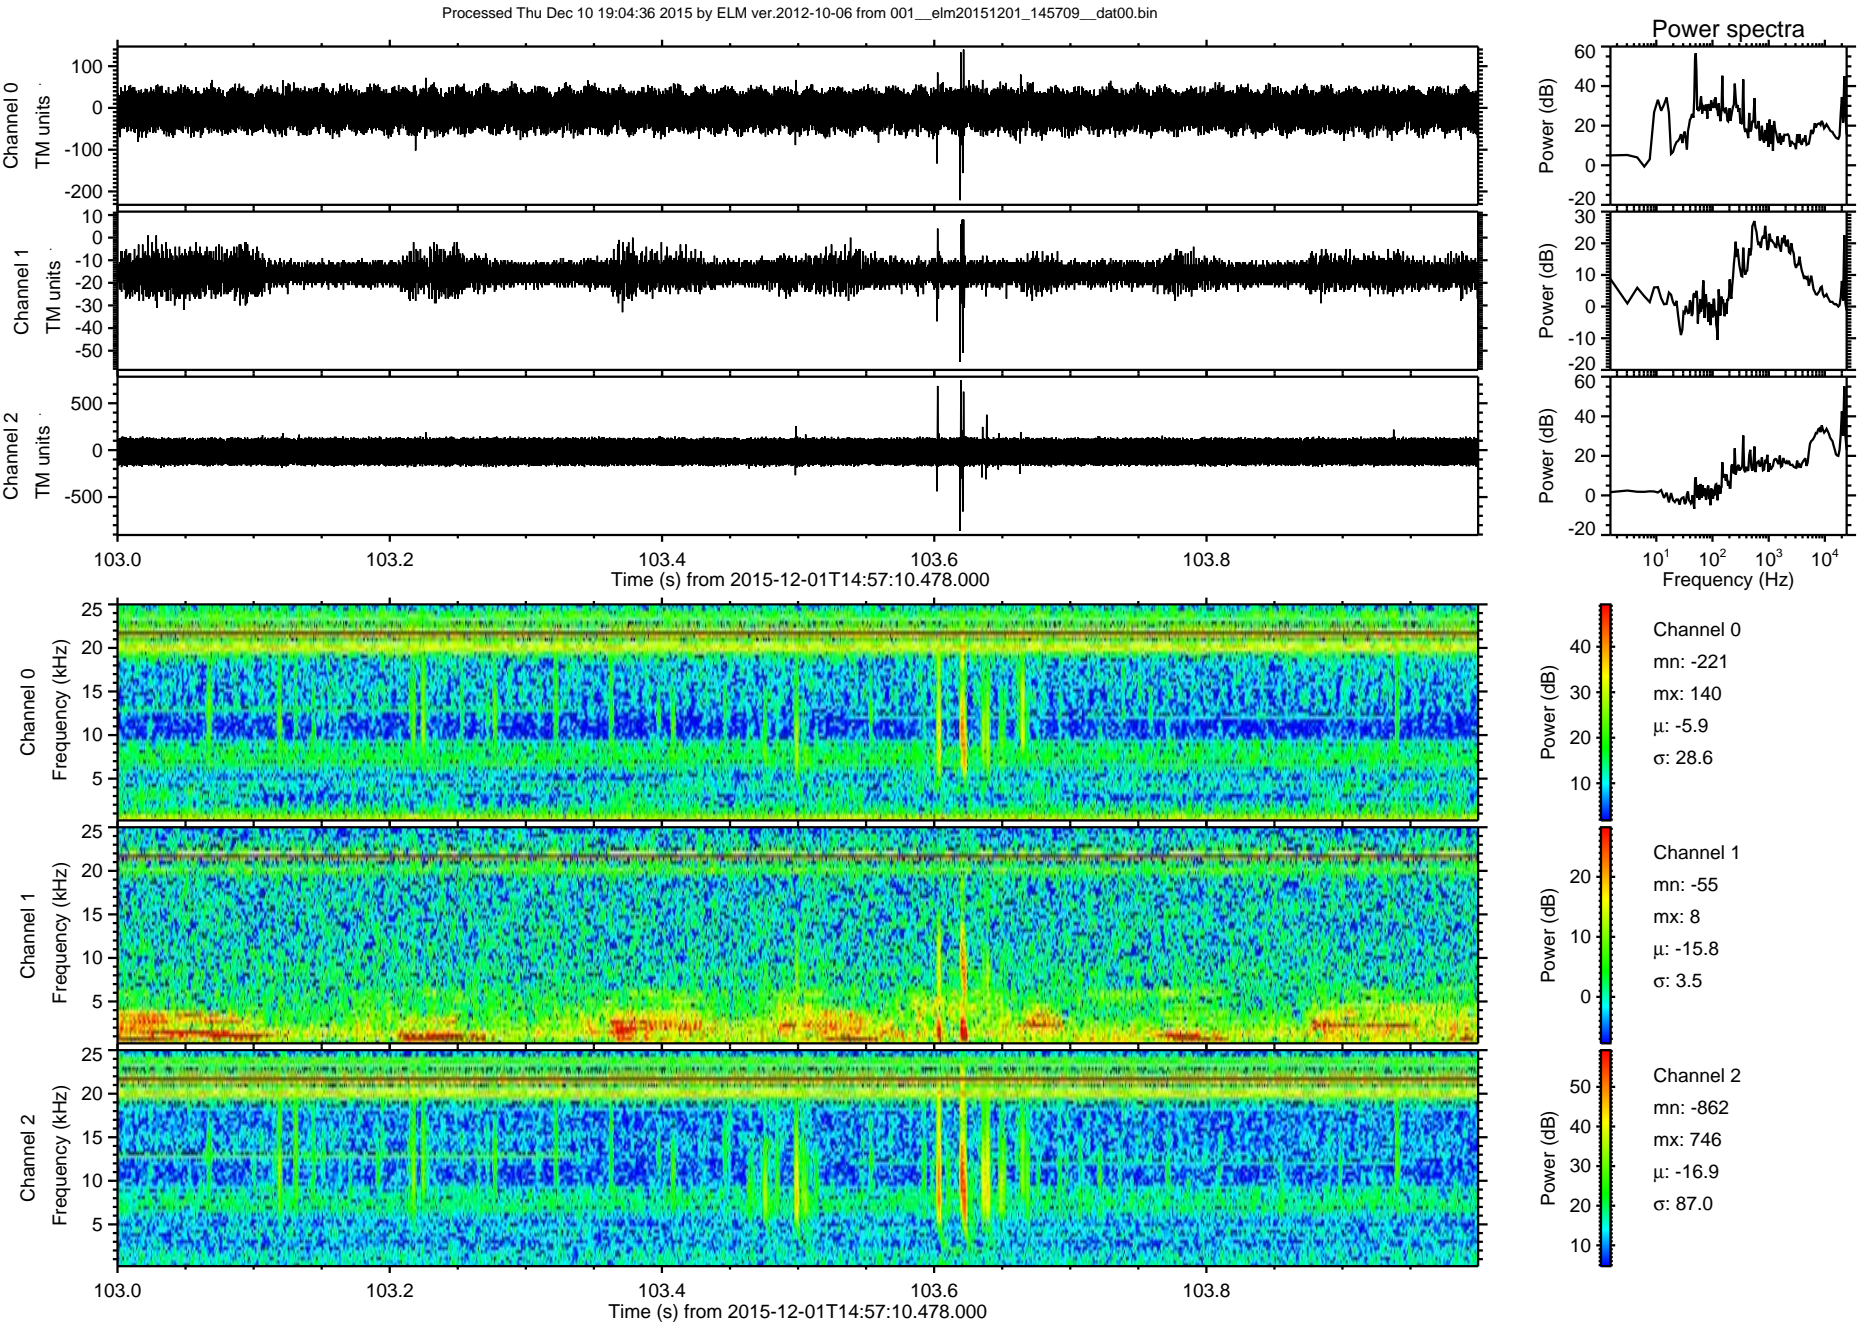 Processed Thu Dec 10 19:04:36 2015 by ELM ver.2012-10-06 from 001__elm20151201_145709__dat00.bin
Power spectra
Channel 0
TM units
100
0
-100
-200
Power (dB)
60
40
20
0
-20
Channel 1
TM units
10
0
-10
-20
-30
-40
-50
Power (dB)
30
20
10
0
-10
-20
Channel 2
TM units
500
0
-500
Power (dB)
60
40
20
0
-20
103.0 103.2 103.4 103.6 103.8
Time (s) from 2015-12-01T14:57:10.478.000
10¹ 10² 10³ 10⁴
Frequency (Hz)
Channel 0
Frequency (kHz)
25
20
15
10
5
Power (dB)
40
30
20
10
Channel 0
mn: -221
mx: 140
μ: -5.9
σ: 28.6
Channel 1
Frequency (kHz)
25
20
15
10
5
Power (dB)
20
10
0
Channel 1
mn: -55
mx: 8
μ: -15.8
σ: 3.5
Channel 2
Frequency (kHz)
25
20
15
10
5
Power (dB)
50
40
30
20
10
Channel 2
mn: -862
mx: 746
μ: -16.9
σ: 87.0
103.0 103.2 103.4 103.6 103.8
Time (s) from 2015-12-01T14:57:10.478.000